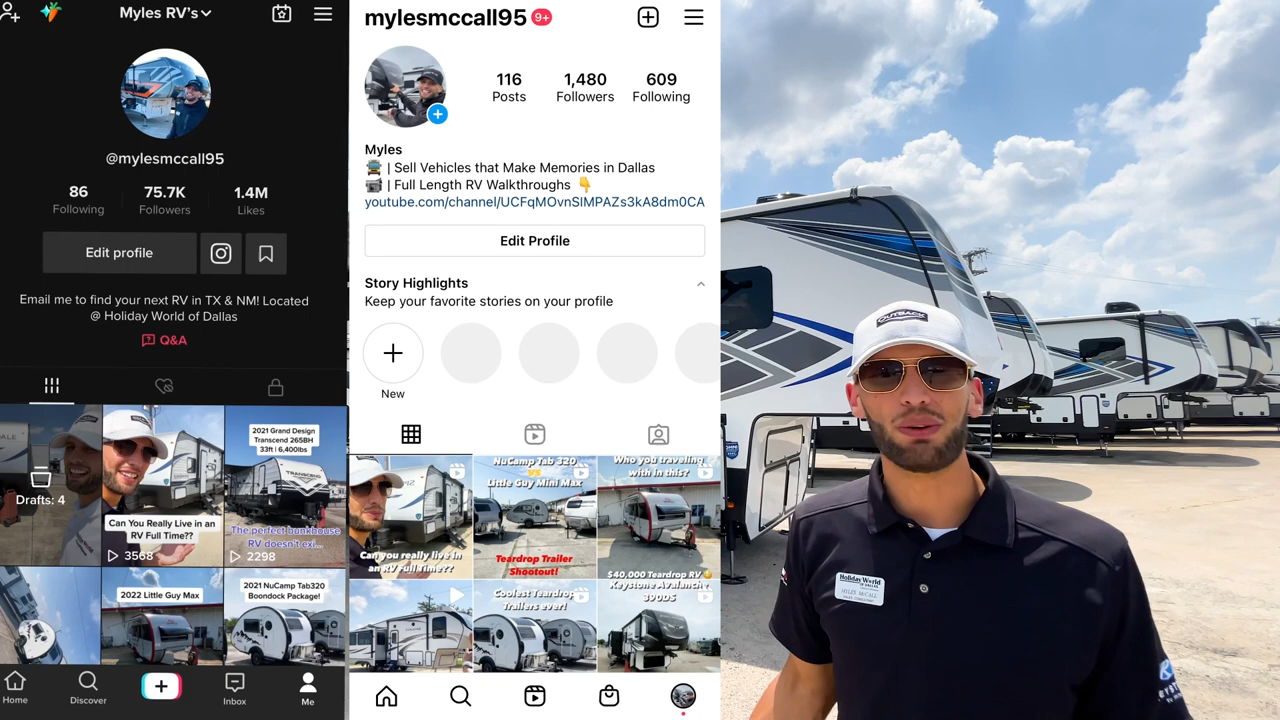 Myles RV's
@mylesmccall95
86
75.7K
1.4M
Following
Followers
Likes
Edit profile
Email me to find your next RV in TX & NM! Located
@ Holiday World of Dallas
Q&A
Drafts: 4
Can You Really Live in an
RV Full Time??
3568
2021 Grand Design
Transcend 265BH
33ft | 6,400lbs
TRANSCEND
The perfect bunkhouse
RV doesn't exi...
2298
2022 Little Guy Max
2021 NuCamp Tab320
Boondock Package!
Home
Discover
Inbox
Me
mylesmccall95
9+
116
1,480
609
Posts
Followers
Following
Myles
| Sell Vehicles that Make Memories in Dallas
| Full Length RV Walkthroughs
youtube.com/channel/UCFqMOvnSIMPAZs3kA8dm0CA
Edit Profile
Story Highlights
Keep your favorite stories on your profile
New
Can you really live in
an RV Full Time??
NuCamp Tab 320
VS
Little Guy Mini Max
Teardrop Trailer
Shootout!
Who you traveling
with in this?
$40,000 Teardrop RV
Coolest Teardrop
Trailers ever!
Keystone Avalanche
390DS
OUTBACK
Holiday World
OF DALLAS
MYLES McCALL